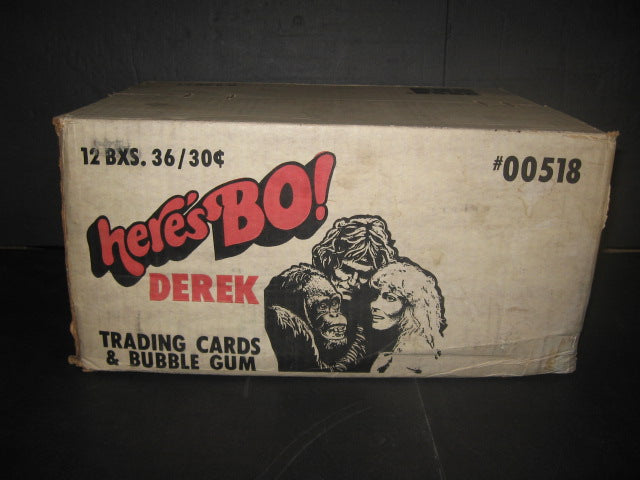 12 BXS. 36/30¢
#00518
here's BO!
DEREK
TRADING CARDS
& BUBBLE GUM